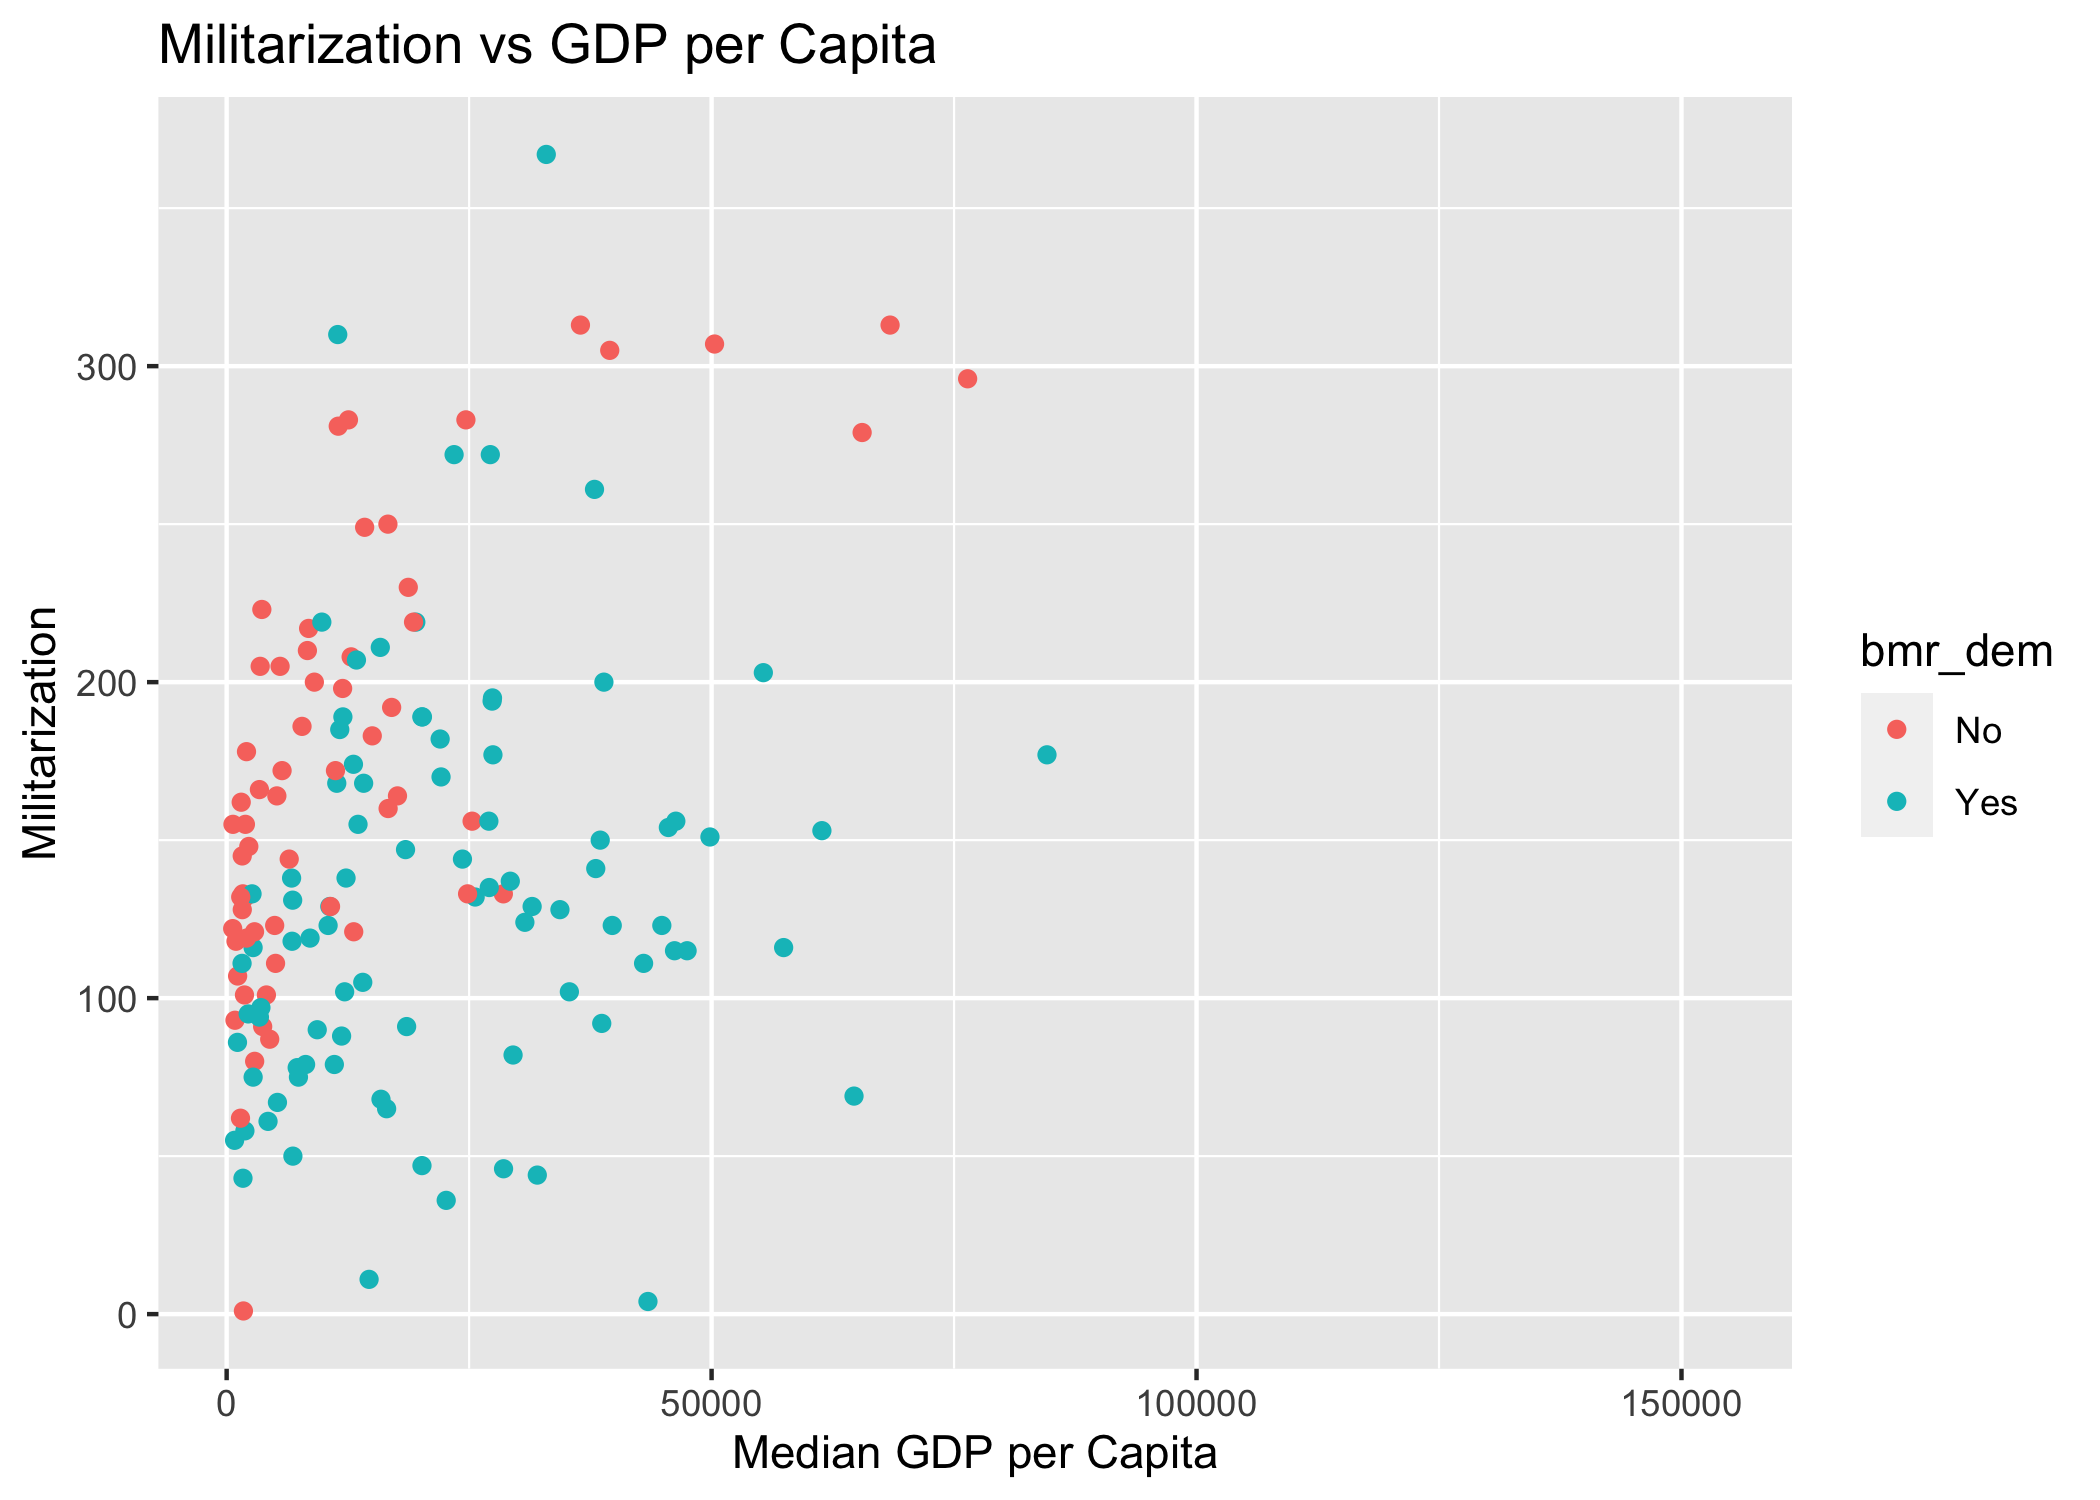 Militarization vs GDP per Capita
300
200
100
0
Militarization
0 50000 100000 150000
Median GDP per Capita
bmr_dem
No
Yes